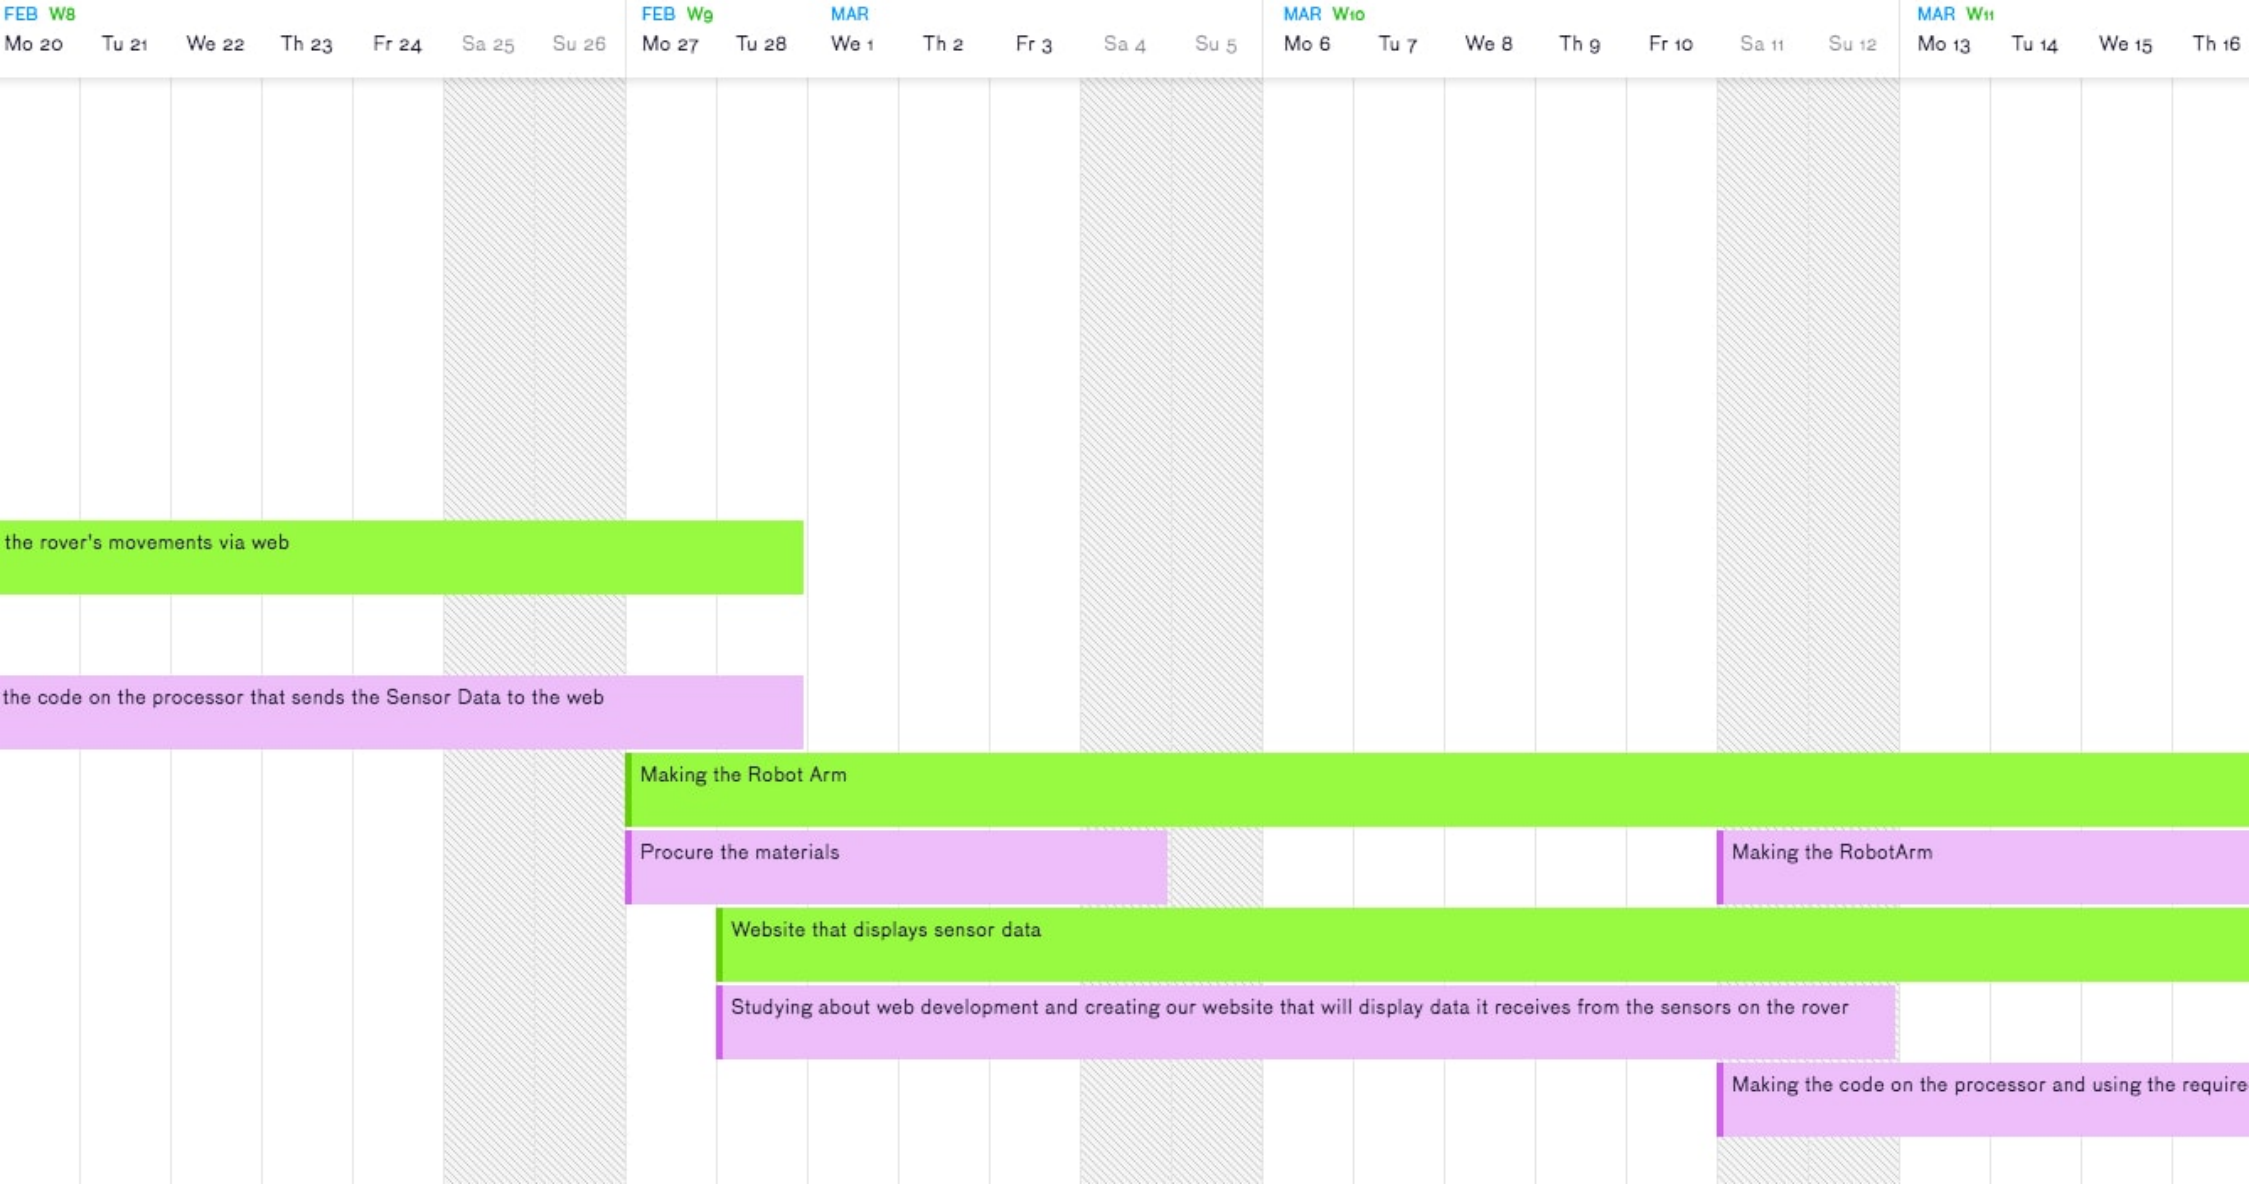 FEB W8
FEB W9
MAR
MAR W10
MAR W11
Mo 20 Tu 21 We 22 Th 23 Fr 24 Sa 25 Su 26 Mo 27 Tu 28 We 1 Th 2 Fr 3 Sa 4 Su 5 Mo 6 Tu 7 We 8 Th 9 Fr 10 Sa 11 Su 12 Mo 13 Tu 14 We 15 Th 16
the rover's movements via web
the code on the processor that sends the Sensor Data to the web
Making the Robot Arm
Procure the materials
Making the RobotArm
Website that displays sensor data
Studying about web development and creating our website that will display data it receives from the sensors on the rover
Making the code on the processor and using the require